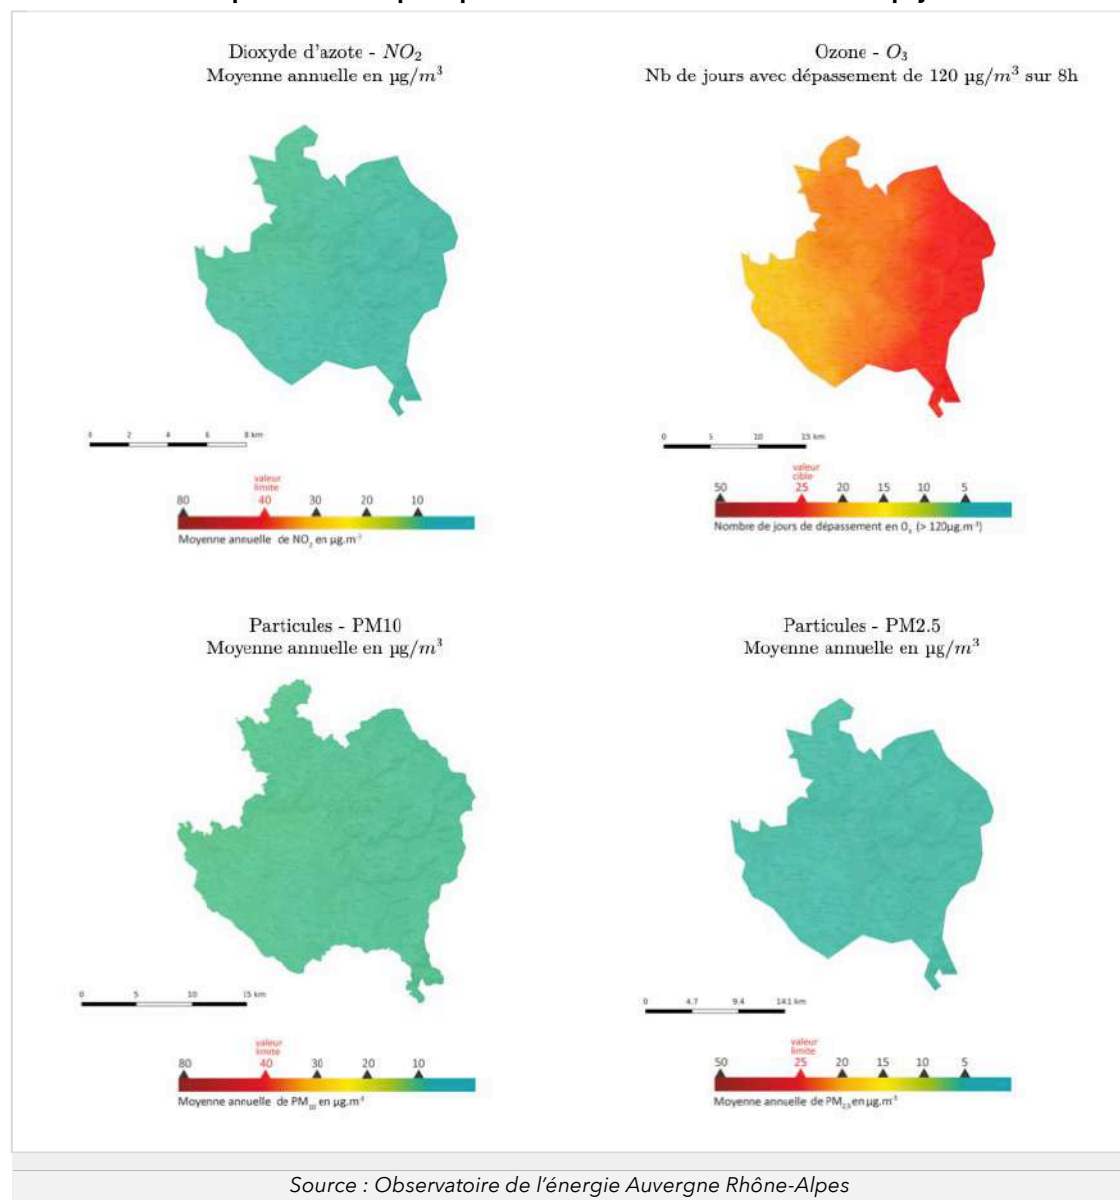 Dioxyde d'azote - NO₂
Moyenne annuelle en µg/m³
Ozone - O₃
Nb de jours avec dépassement de 120 µg/m³ sur 8h
0 2 4 6 8 km
0 5 10 15 km
valeur
limite
80 40 30 20 10
Moyenne annuelle de NO₂ en µg.m⁻³
valeur
cible
50 25 20 15 10 5
Nombre de jours de dépassement en O₃ (> 120µg.m⁻³)
Particules - PM10
Moyenne annuelle en µg/m³
Particules - PM2.5
Moyenne annuelle en µg/m³
0 5 10 15 km
0 4.7 9.4 14.1 km
valeur
limite
80 40 30 20 10
Moyenne annuelle de PM₁₀ en µg.m⁻³
valeur
limite
50 25 20 15 10 5
Moyenne annuelle de PM₂.₅ en µg.m⁻³
Source : Observatoire de l'énergie Auvergne Rhône-Alpes